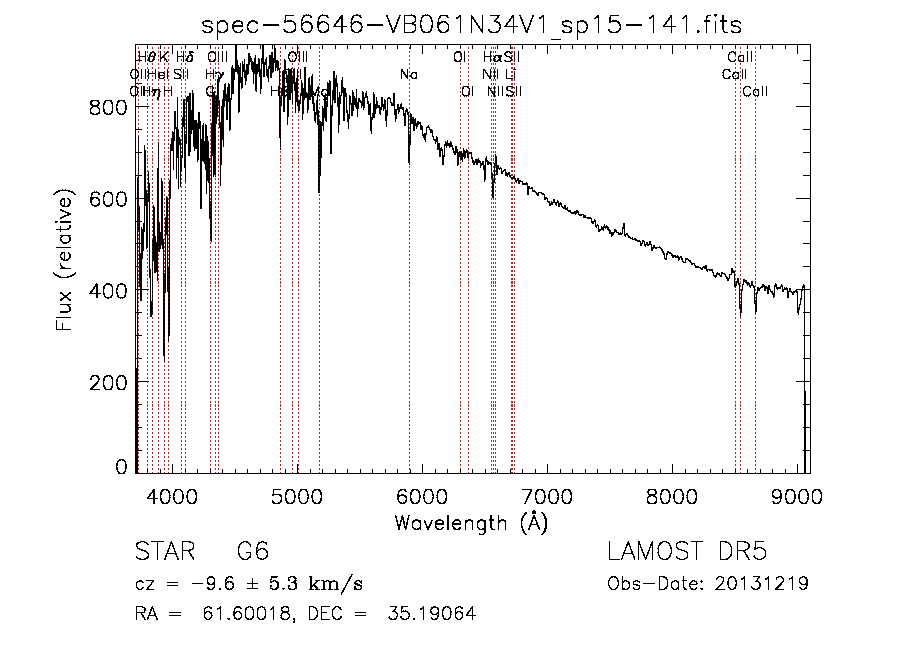 spec-56646-VB061N34V1_sp15-141.fits
Hθ K Hδ OIII OIII OI Hα SII CaII
OII HeI SII Hγ Na NII Li CaII
OII Hη H G OI NII SII CaII
800
600
400
200
0
Flux (relative)
4000 5000 6000 7000 8000 9000
Wavelength (Å)
STAR G6 LAMOST DR5
cz = −9.6 ± 5.3 km/s Obs-Date: 20131219
RA = 61.60018, DEC = 35.19064